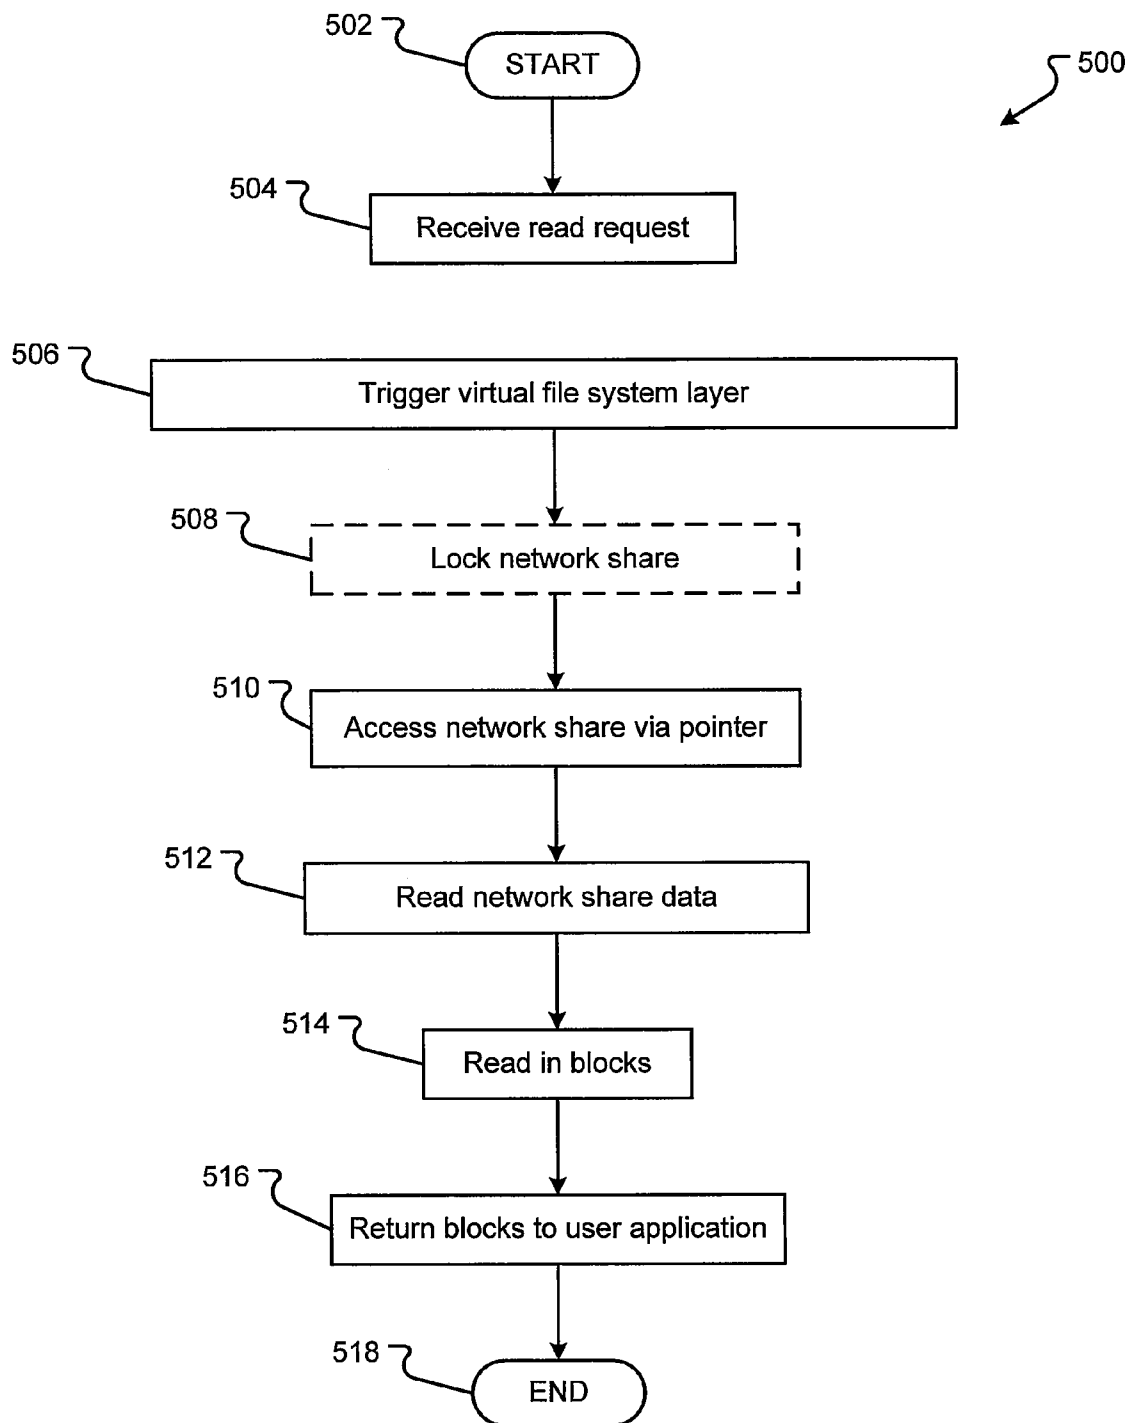 502
START
500
504
Receive read request
506
Trigger virtual file system layer
508
Lock network share
510
Access network share via pointer
512
Read network share data
514
Read in blocks
516
Return blocks to user application
518
END